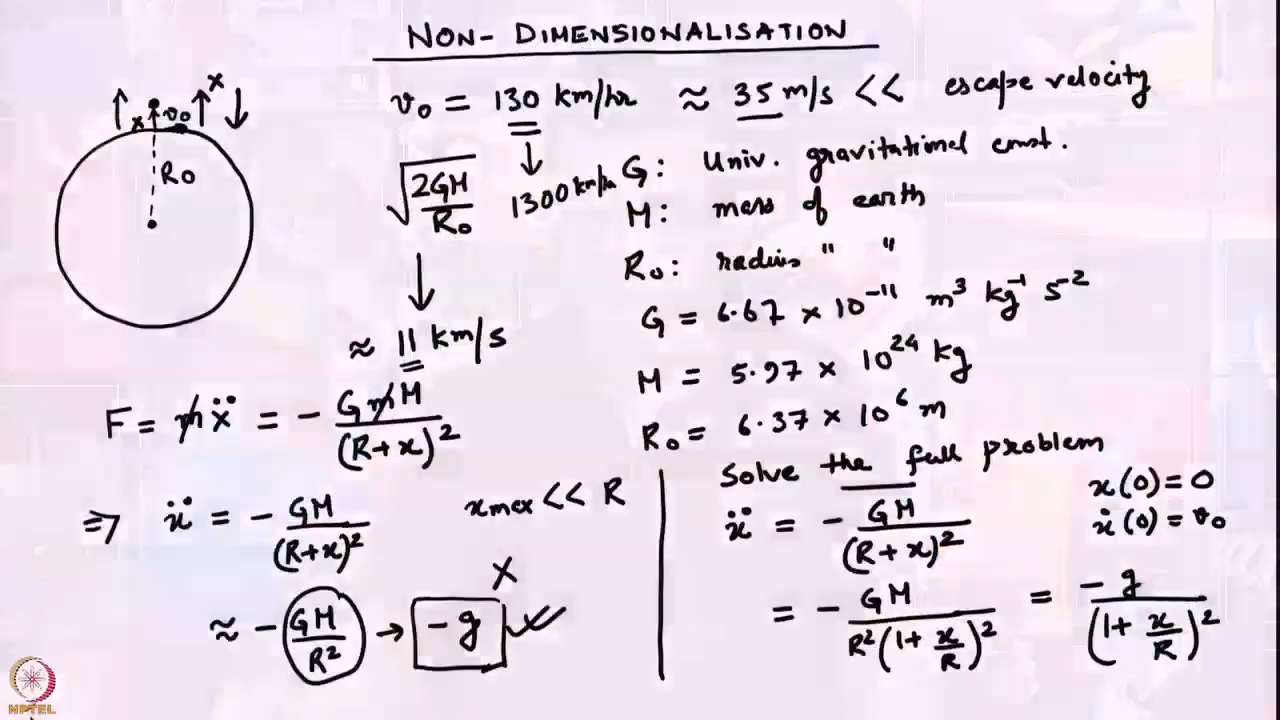 NON-DIMENSIONALISATION
v₀ = 130 km/hr ≈ 35 m/s << escape velocity
x
x v₀
R₀
√(2GM/R₀) 1300 km/hr
G: Univ. gravitational const.
M: mass of earth
R₀: radius " "
≈ 11 km/s
G = 6.67 × 10⁻¹¹ m³ kg⁻¹ s⁻²
M = 5.97 × 10²⁴ kg
R₀ = 6.37 × 10⁶ m
F = mẍ = - GmM/(R+x)²
⇒ ẍ = - GM/(R+x)² xmax << R
≈ - GM/R² → -g ✓
X
Solve the full problem
ẍ = - GM/(R+x)²
x(0) = 0
ẋ(0) = v₀
= - GM/R²(1+x/R)² = -g/(1+x/R)²
NPTEL